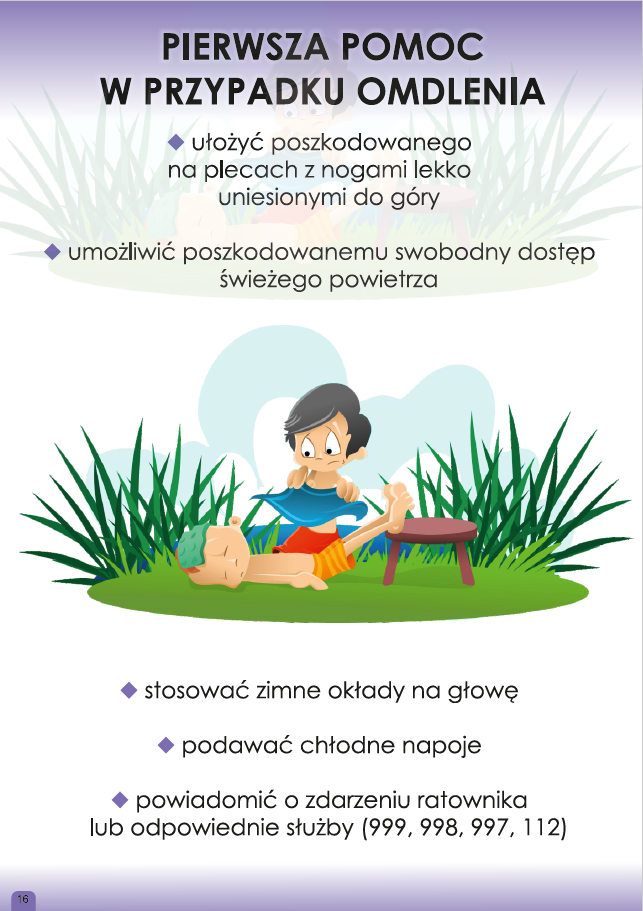 PIERWSZA POMOC
W PRZYPADKU OMDLENIA
◆ ułożyć poszkodowanego
na plecach z nogami lekko
uniesionymi do góry
◆ umożliwić poszkodowanemu swobodny dostęp
świeżego powietrza
◆ stosować zimne okłady na głowę
◆ podawać chłodne napoje
◆ powiadomić o zdarzeniu ratownika
lub odpowiednie służby (999, 998, 997, 112)
16